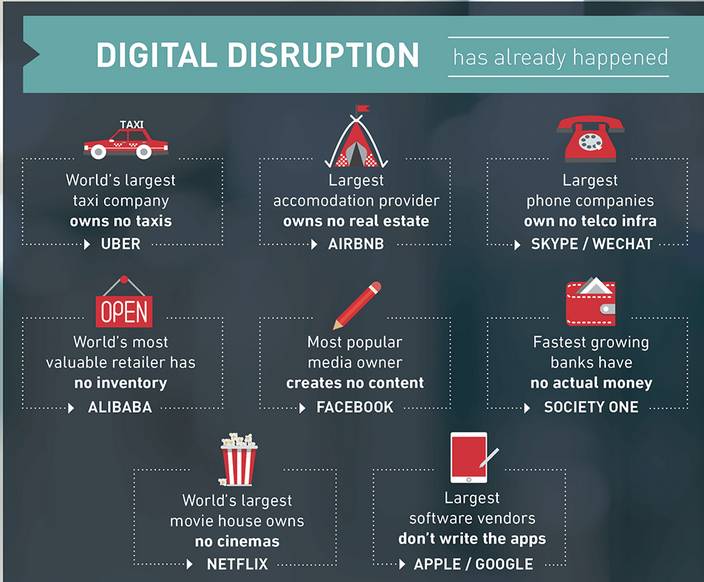 DIGITAL DISRUPTION has already happened
TAXI
World's largest
taxi company
owns no taxis
UBER
Largest
accomodation provider
owns no real estate
AIRBNB
Largest
phone companies
own no telco infra
SKYPE / WECHAT
OPEN
World's most
valuable retailer has
no inventory
ALIBABA
Most popular
media owner
creates no content
FACEBOOK
Fastest growing
banks have
no actual money
SOCIETY ONE
World's largest
movie house owns
no cinemas
NETFLIX
Largest
software vendors
don't write the apps
APPLE / GOOGLE